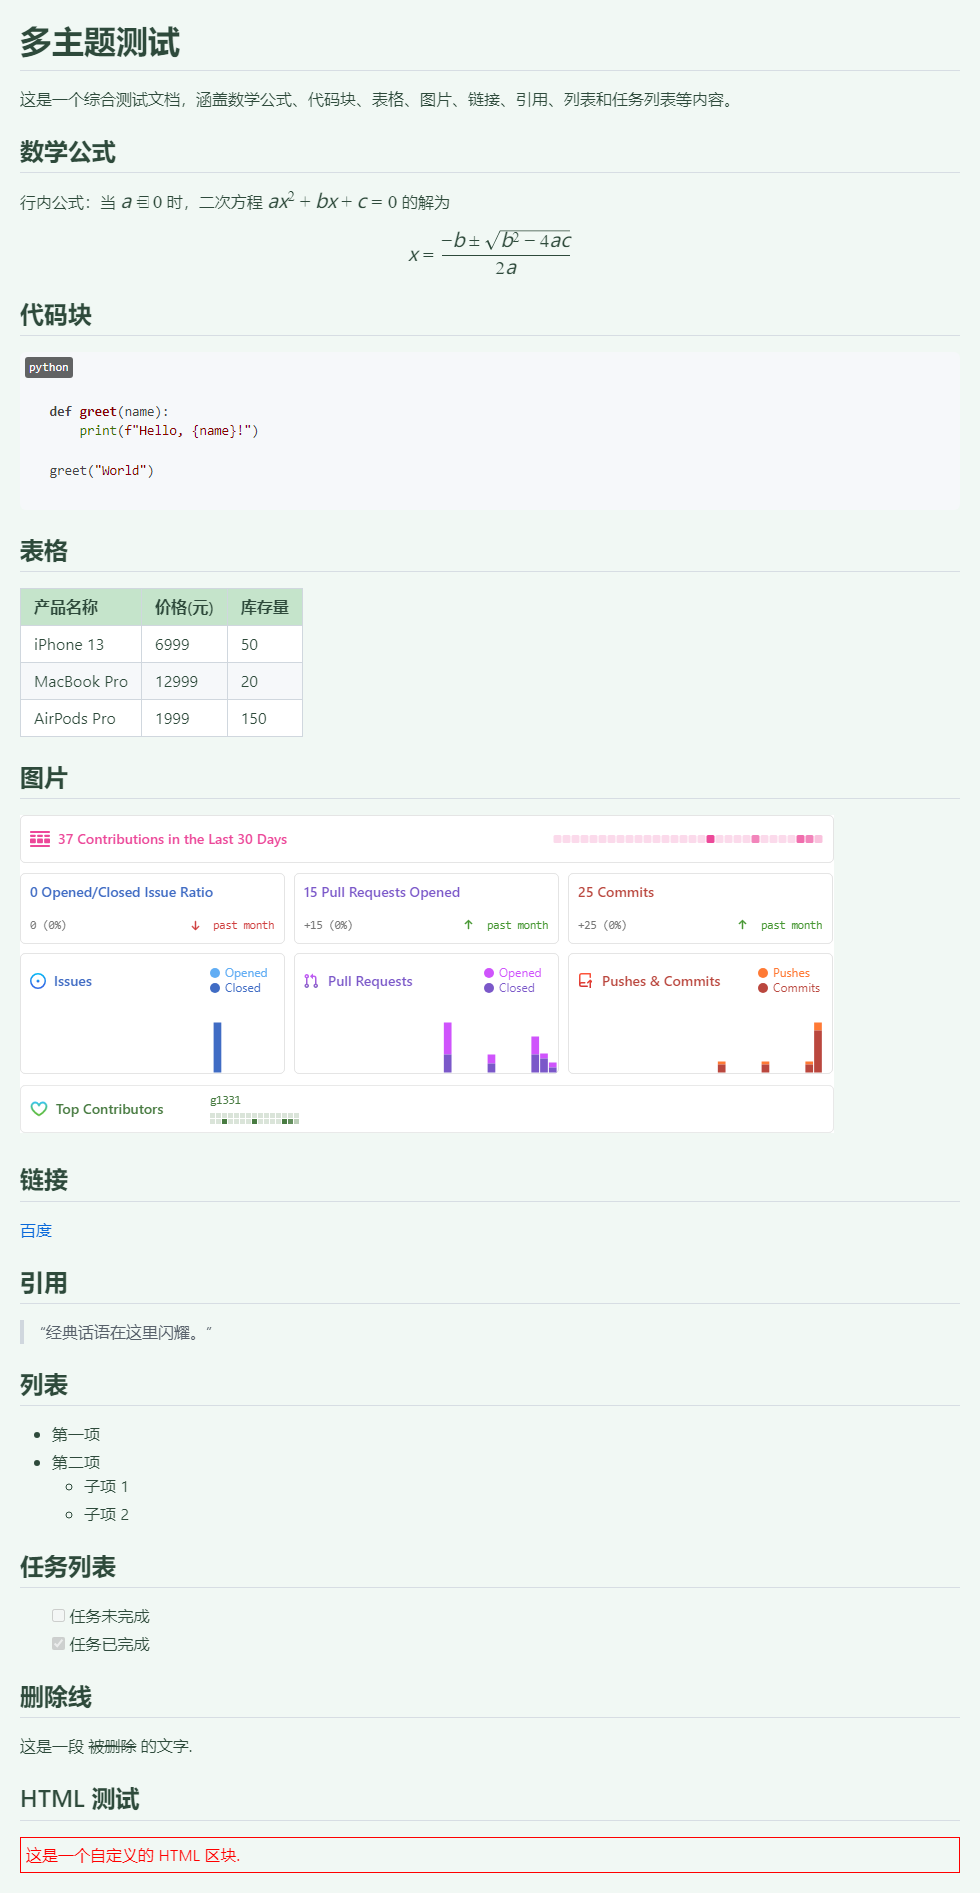 多主题测试
这是一个综合测试文档，涵盖数学公式、代码块、表格、图片、链接、引用、列表和任务列表等内容。
数学公式
行内公式：当 a ≡ 0 时，二次方程 ax² + bx + c = 0 的解为
x = (−b ± √(b² − 4ac)) / 2a
代码块
python
def greet(name):
    print(f"Hello, {name}!")
greet("World")
表格
产品名称 价格(元) 库存量
iPhone 13 6999 50
MacBook Pro 12999 20
AirPods Pro 1999 150
图片
37 Contributions in the Last 30 Days
0 Opened/Closed Issue Ratio
0 (0%) ↓ past month
15 Pull Requests Opened
+15 (0%) ↑ past month
25 Commits
+25 (0%) ↑ past month
Issues
Opened
Closed
Pull Requests
Opened
Closed
Pushes & Commits
Pushes
Commits
Top Contributors
g1331
链接
百度
引用
“经典话语在这里闪耀。”
列表
第一项
第二项
子项 1
子项 2
任务列表
任务未完成
任务已完成
删除线
这是一段 被删除 的文字.
HTML 测试
这是一个自定义的 HTML 区块.